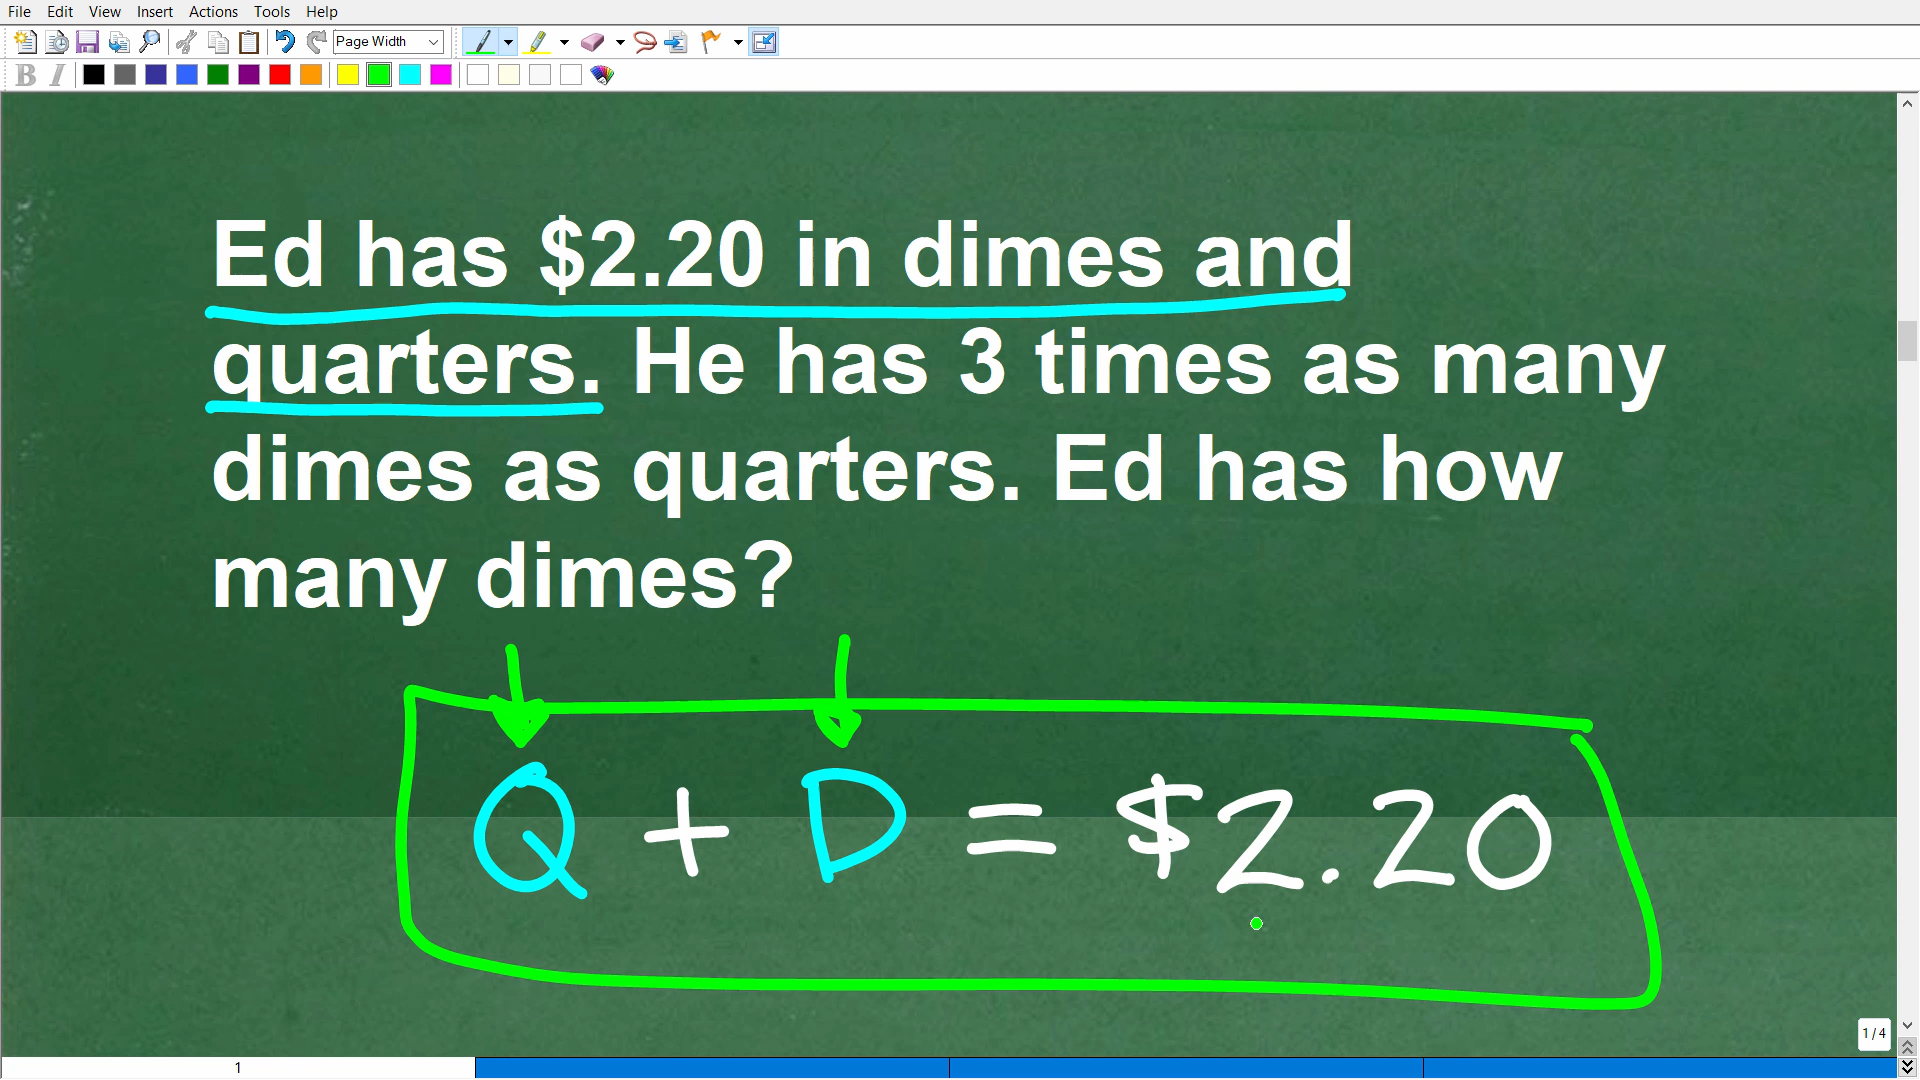 File Edit View Insert Actions Tools Help
Page Width
B I
Ed has $2.20 in dimes and
quarters. He has 3 times as many
dimes as quarters. Ed has how
many dimes?
Q + D = $2.20
1 / 4
1